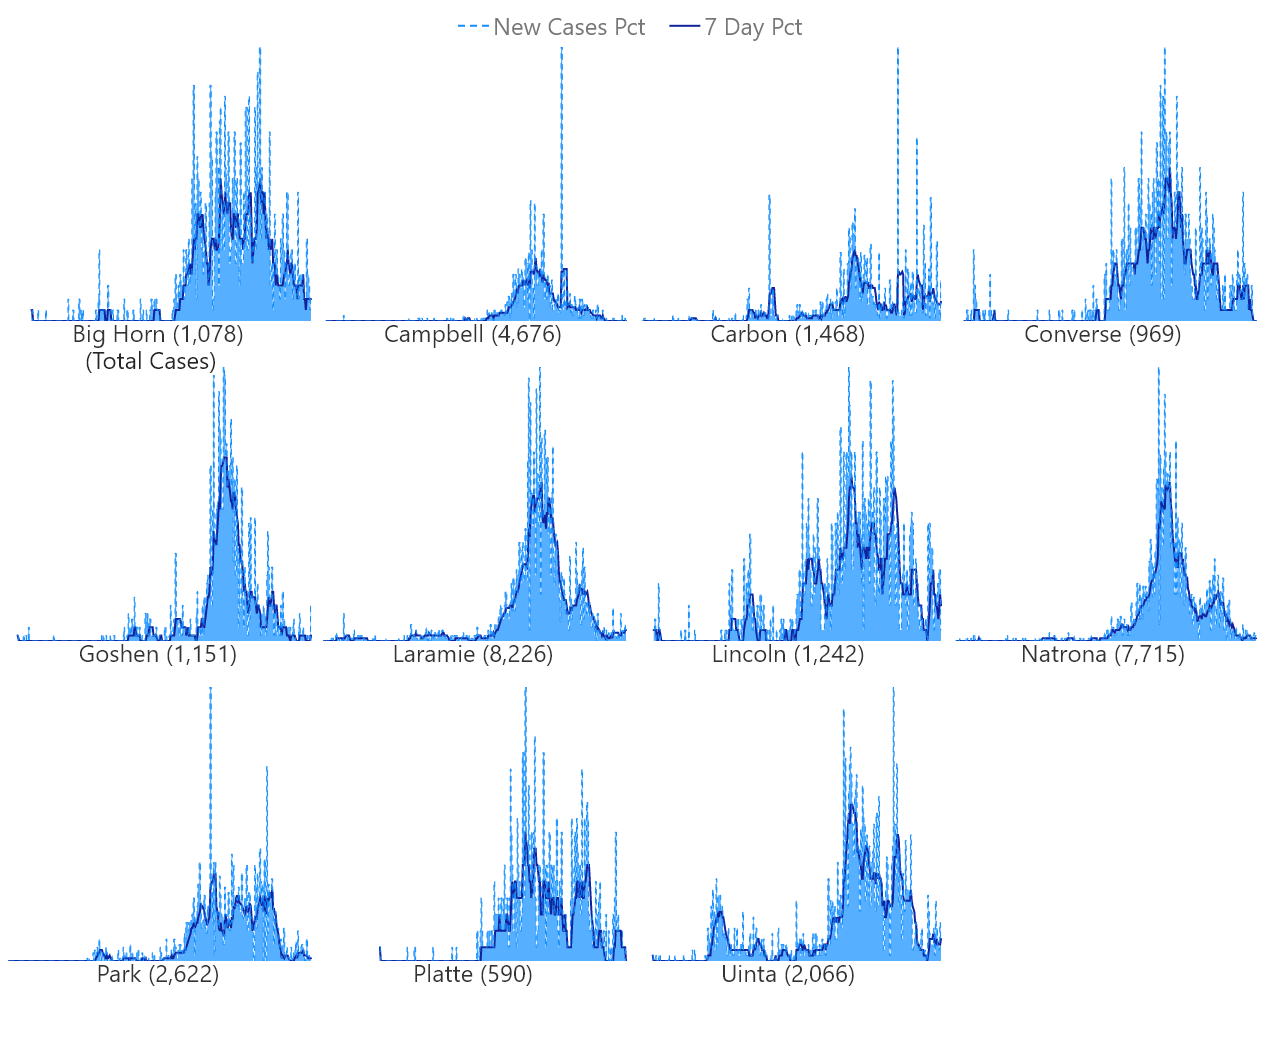 New Cases Pct 7 Day Pct
Big Horn (1,078)
(Total Cases)
Campbell (4,676)
Carbon (1,468)
Converse (969)
Goshen (1,151)
Laramie (8,226)
Lincoln (1,242)
Natrona (7,715)
Park (2,622)
Platte (590)
Uinta (2,066)